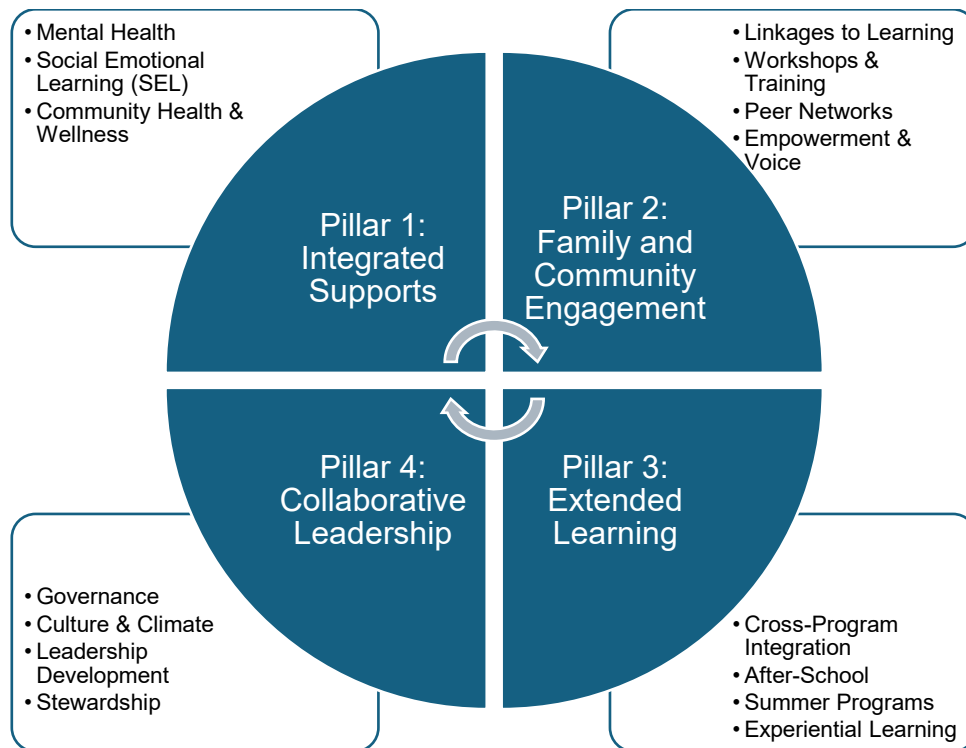 • Mental Health
• Social Emotional
Learning (SEL)
• Community Health &
Wellness
• Linkages to Learning
• Workshops &
Training
• Peer Networks
• Empowerment &
Voice
Pillar 1:
Integrated
Supports
Pillar 2:
Family and
Community
Engagement
Pillar 4:
Collaborative
Leadership
Pillar 3:
Extended
Learning
• Governance
• Culture & Climate
• Leadership
Development
• Stewardship
• Cross-Program
Integration
• After-School
• Summer Programs
• Experiential Learning